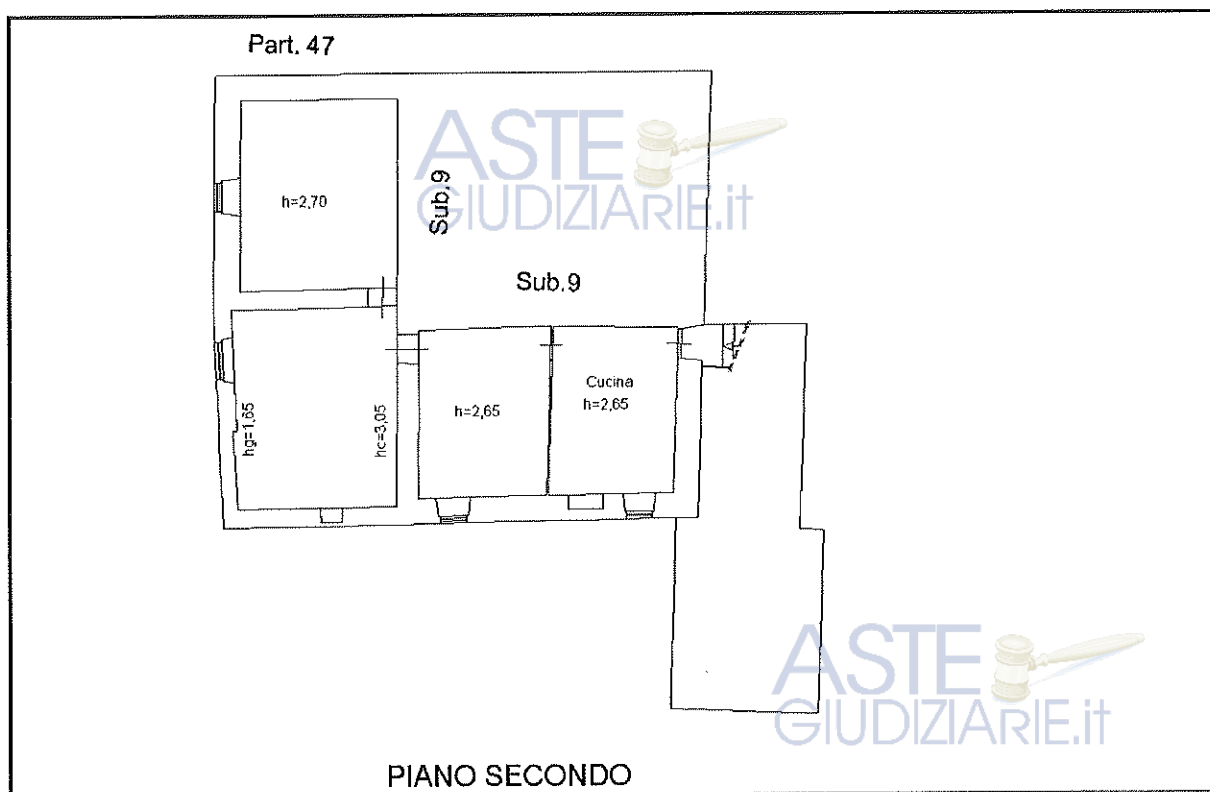 Part. 47
ASTE
GIUDIZIARIE.it
h=2,70
Sub.9
Sub.9
Cucina
h=2,65
h=2,65
hg=1,65
hc=3,05
ASTE
GIUDIZIARIE.it
PIANO SECONDO